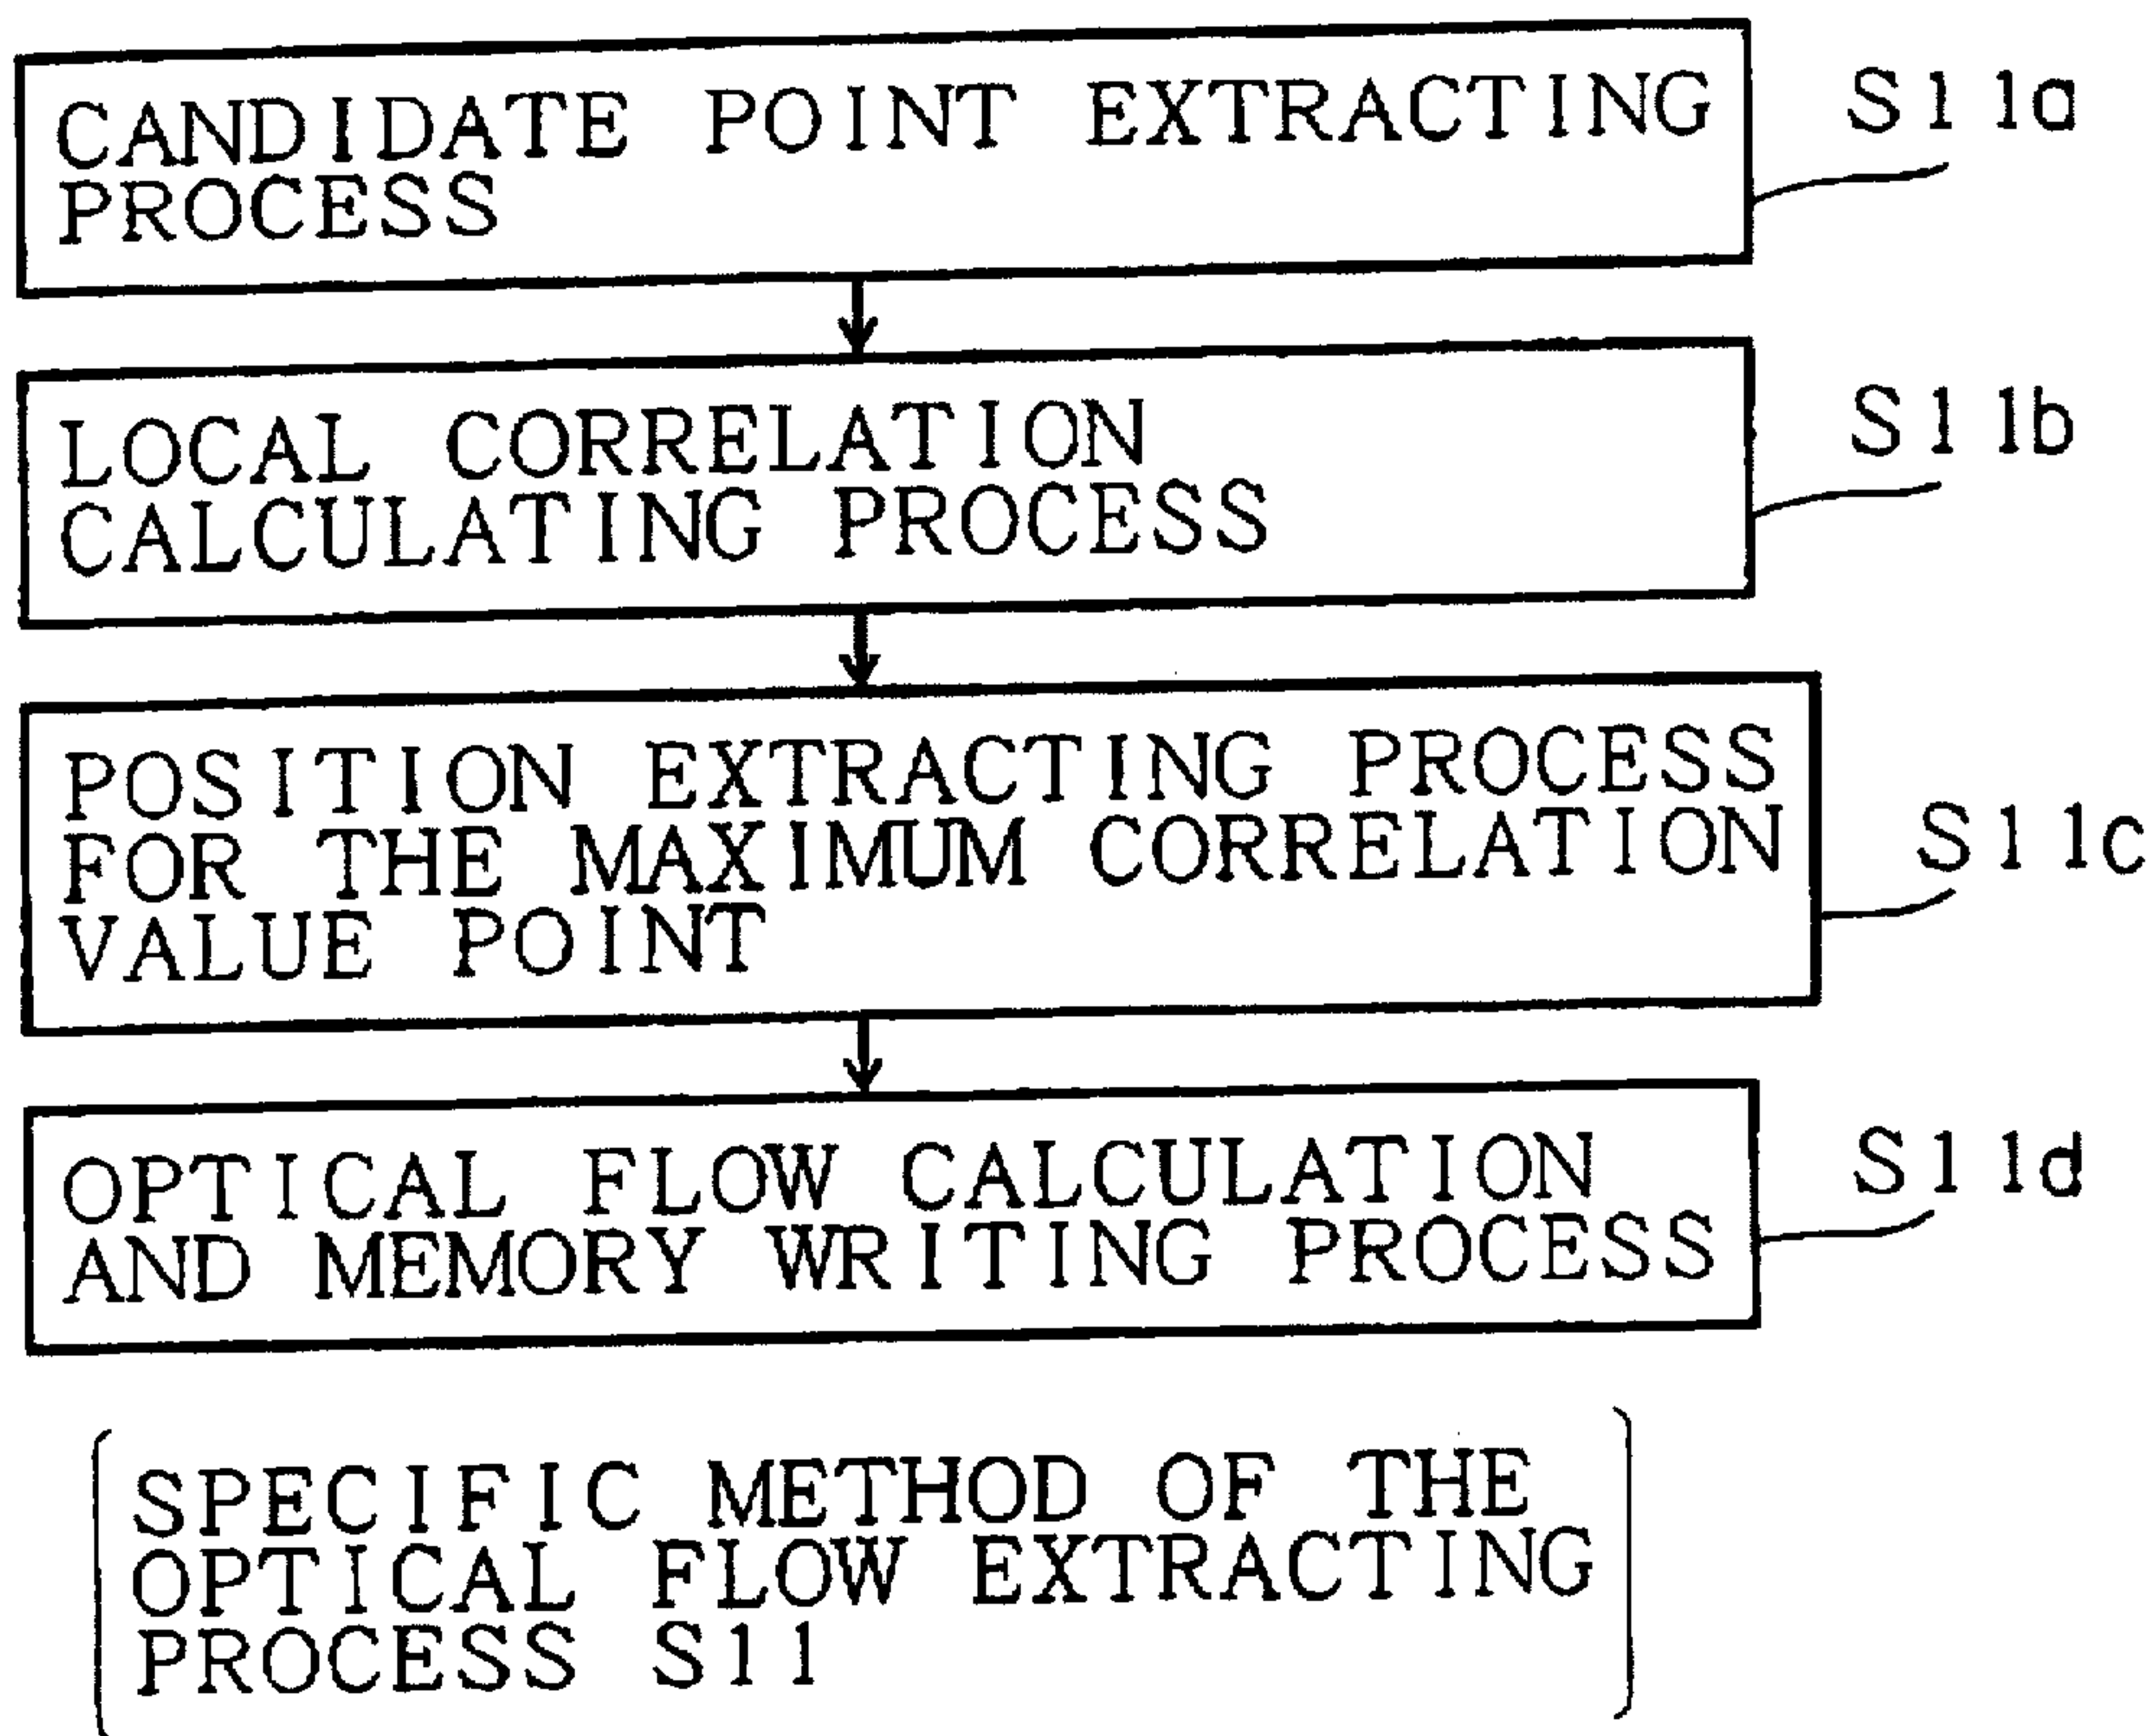 CANDIDATE POINT EXTRACTING
PROCESS
S11a
LOCAL CORRELATION
CALCULATING PROCESS
S11b
POSITION EXTRACTING PROCESS
FOR THE MAXIMUM CORRELATION
VALUE POINT
S11c
OPTICAL FLOW CALCULATION
AND MEMORY WRITING PROCESS
S11d
SPECIFIC METHOD OF THE
OPTICAL FLOW EXTRACTING
PROCESS S11